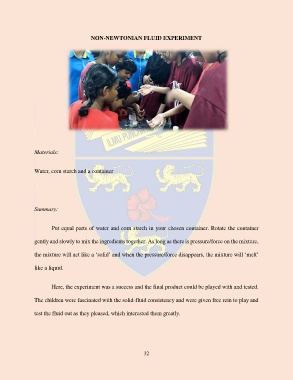 NON-NEWTONIAN FLUID EXPERIMENT
ILMU PUNCA
Materials:
Water, corn starch and a container
Summary:
Put equal parts of water and corn starch in your chosen container. Rotate the container
gently and slowly to mix the ingredients together. As long as there is pressure/force on the mixture,
the mixture will act like a 'solid' and when the pressure/force disappears, the mixture will 'melt'
like a liquid.
Here, the experiment was a success and the final product could be played with and tested.
The children were fascinated with the solid-fluid consistency and were given free rein to play and
test the fluid out as they pleased, which interested them greatly.
32